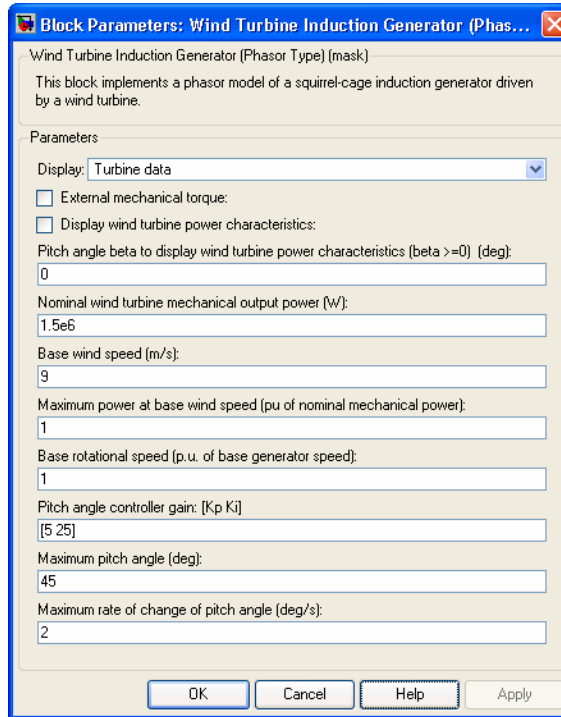 Block Parameters: Wind Turbine Induction Generator (Phas...
Wind Turbine Induction Generator (Phasor Type) (mask)
This block implements a phasor model of a squirrel-cage induction generator driven
by a wind turbine.
Parameters
Display: Turbine data
External mechanical torque:
Display wind turbine power characteristics:
Pitch angle beta to display wind turbine power characteristics (beta >=0) (deg):
0
Nominal wind turbine mechanical output power (W):
1.5e6
Base wind speed (m/s):
9
Maximum power at base wind speed (pu of nominal mechanical power):
1
Base rotational speed (p.u. of base generator speed):
1
Pitch angle controller gain: [Kp Ki]
[5 25]
Maximum pitch angle (deg):
45
Maximum rate of change of pitch angle (deg/s):
2
OK Cancel Help Apply